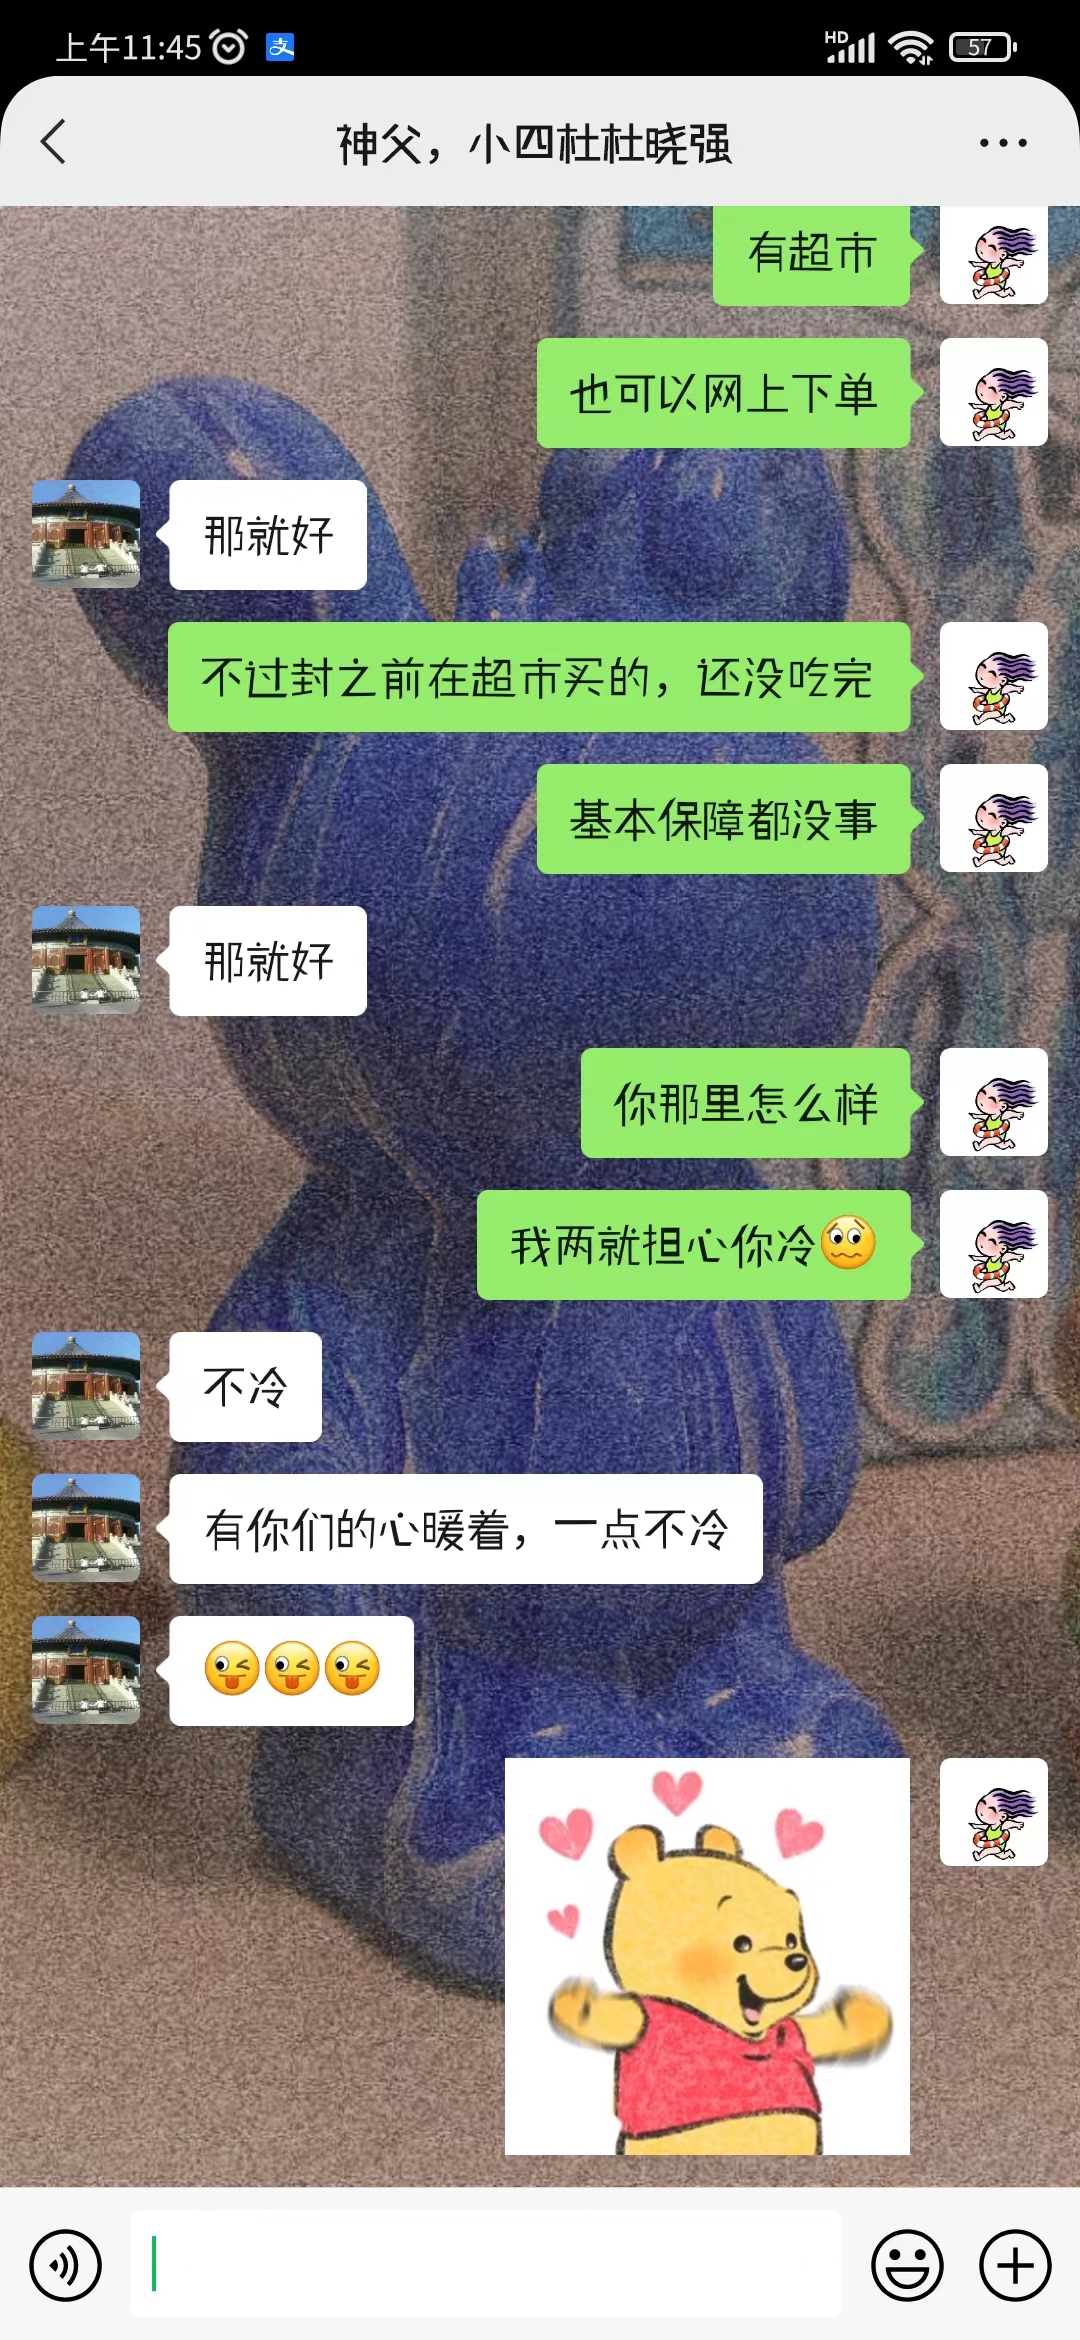 上午11:45
HD
57
神父，小四杜杜晓强
有超市
也可以网上下单
那就好
不过封之前在超市买的，还没吃完
基本保障都没事
那就好
你那里怎么样
我两就担心你冷
不冷
有你们的心暖着，一点不冷